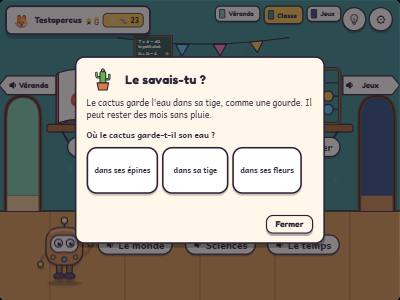 Testapercus 6 23
Véranda
Classe
Jeux
Véranda
Jeux
Le savais-tu ?
Le cactus garde l'eau dans sa tige, comme une gourde. Il
peut rester des mois sans pluie.
Où le cactus garde-t-il son eau ?
dans ses épines
dans sa tige
dans ses fleurs
Fermer
Le monde
Sciences
Le temps